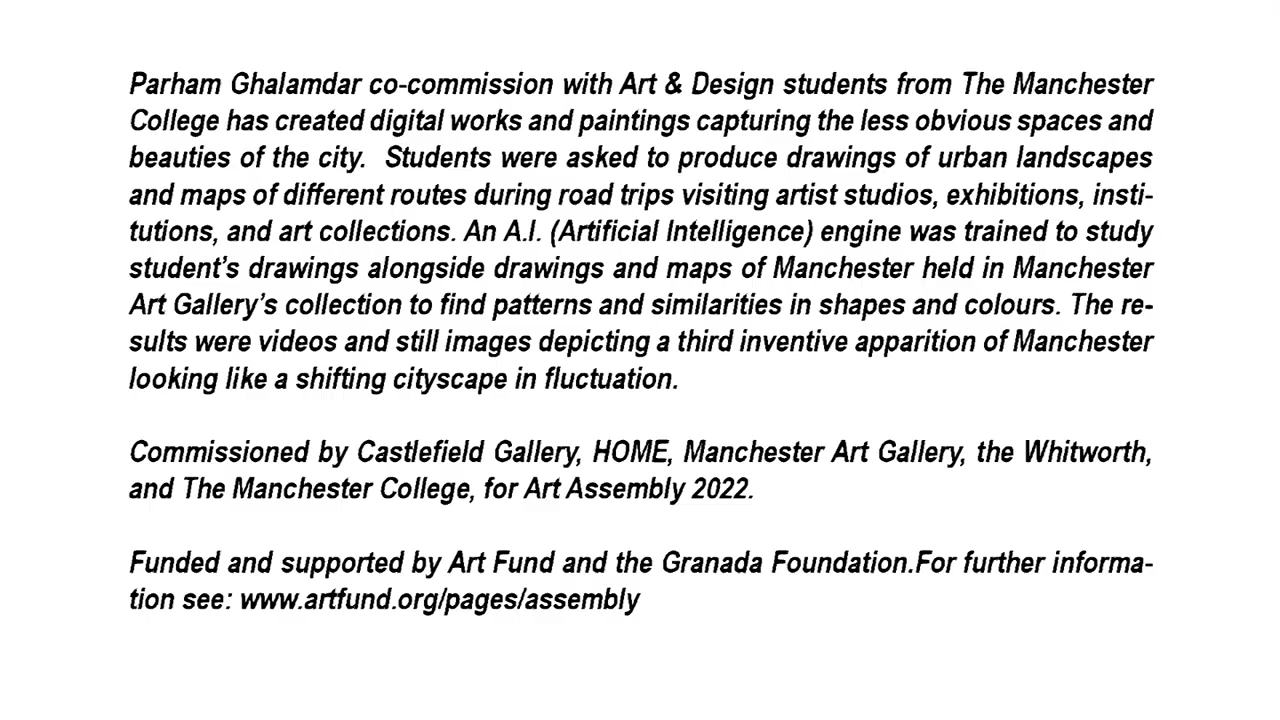 Parham Ghalamdar co-commission with Art & Design students from The Manchester
College has created digital works and paintings capturing the less obvious spaces and
beauties of the city.  Students were asked to produce drawings of urban landscapes
and maps of different routes during road trips visiting artist studios, exhibitions, insti-
tutions, and art collections. An A.I. (Artificial Intelligence) engine was trained to study
student’s drawings alongside drawings and maps of Manchester held in Manchester
Art Gallery’s collection to find patterns and similarities in shapes and colours. The re-
sults were videos and still images depicting a third inventive apparition of Manchester
looking like a shifting cityscape in fluctuation.
Commissioned by Castlefield Gallery, HOME, Manchester Art Gallery, the Whitworth,
and The Manchester College, for Art Assembly 2022.
Funded and supported by Art Fund and the Granada Foundation.For further informa-
tion see: www.artfund.org/pages/assembly